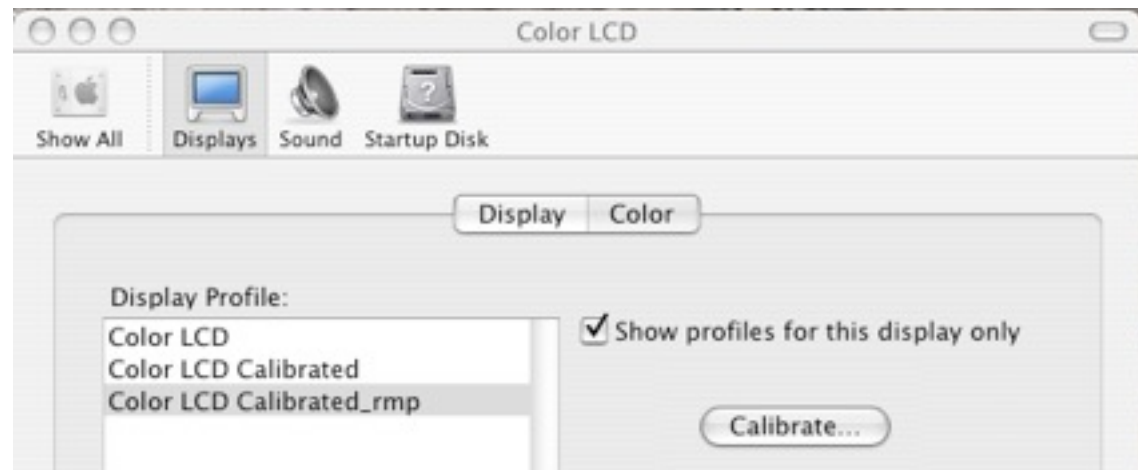 Color LCD
Show All Displays Sound Startup Disk
Display Color
Display Profile:
Show profiles for this display only
Color LCD
Color LCD Calibrated
Color LCD Calibrated_rmp
Calibrate...